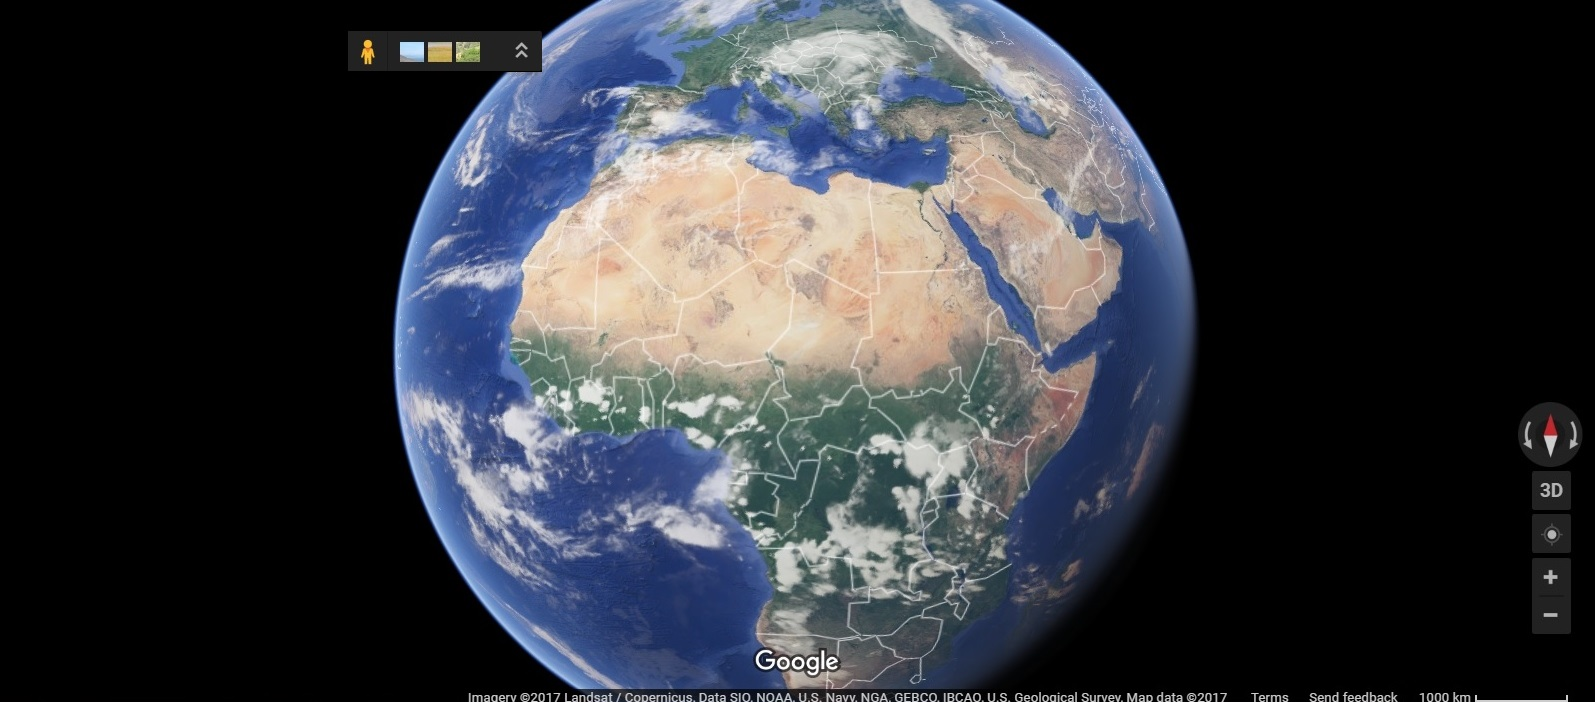 3D
Google
Imagery ©2017 Landsat / Copernicus, Data SIO, NOAA, U.S. Navy, NGA, GEBCO, IBCAO, U.S. Geological Survey, Map data ©2017 Terms Send feedback 1000 km